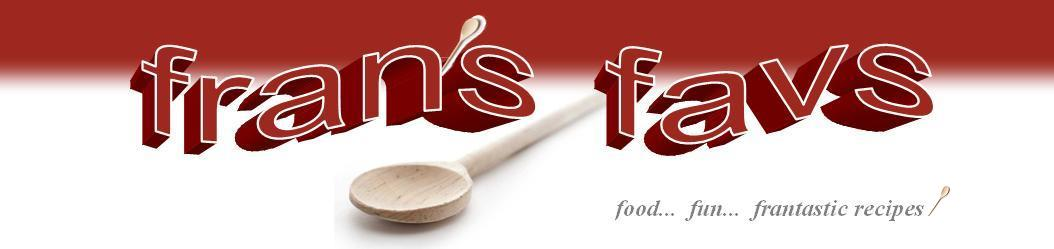 fran's favs
food... fun... frantastic recipes